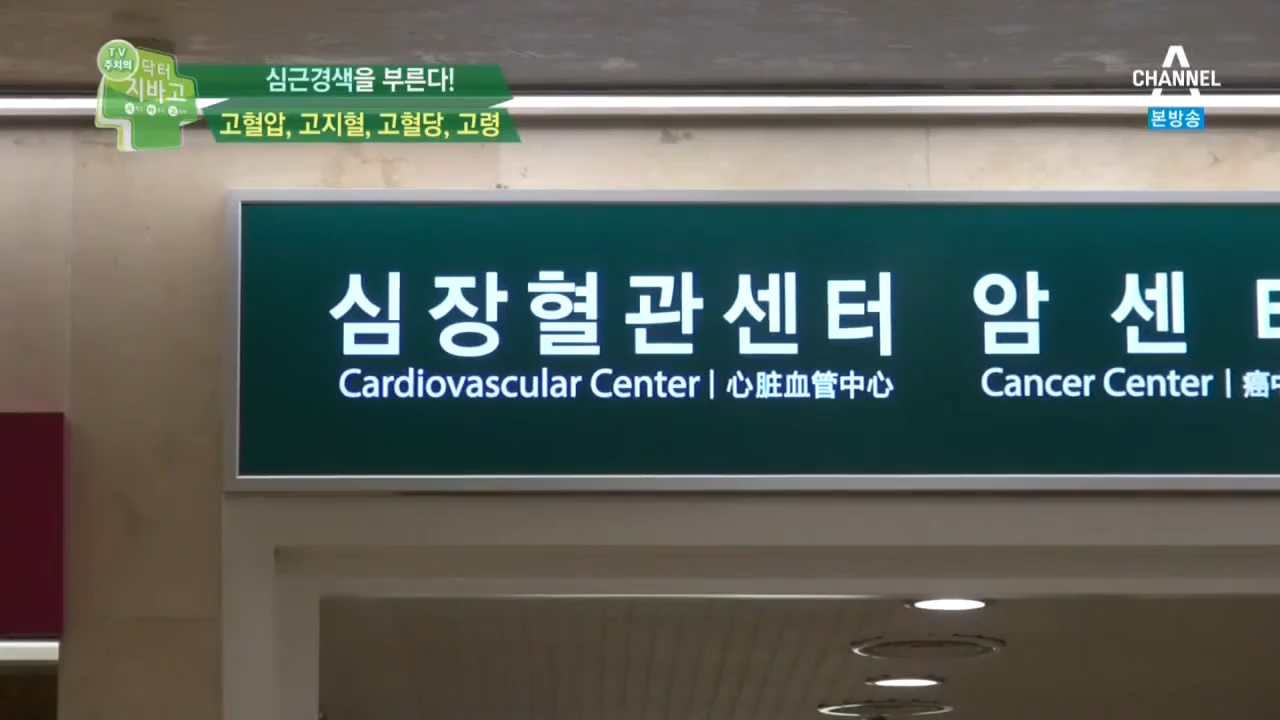 TV
주치의
닥터
지바고
심근경색을 부른다!
고혈압, 고지혈, 고혈당, 고령
CHANNEL A
본방송
심장혈관센터 암 센
Cardiovascular Center | 心脏血管中心 Cancer Center | 癌